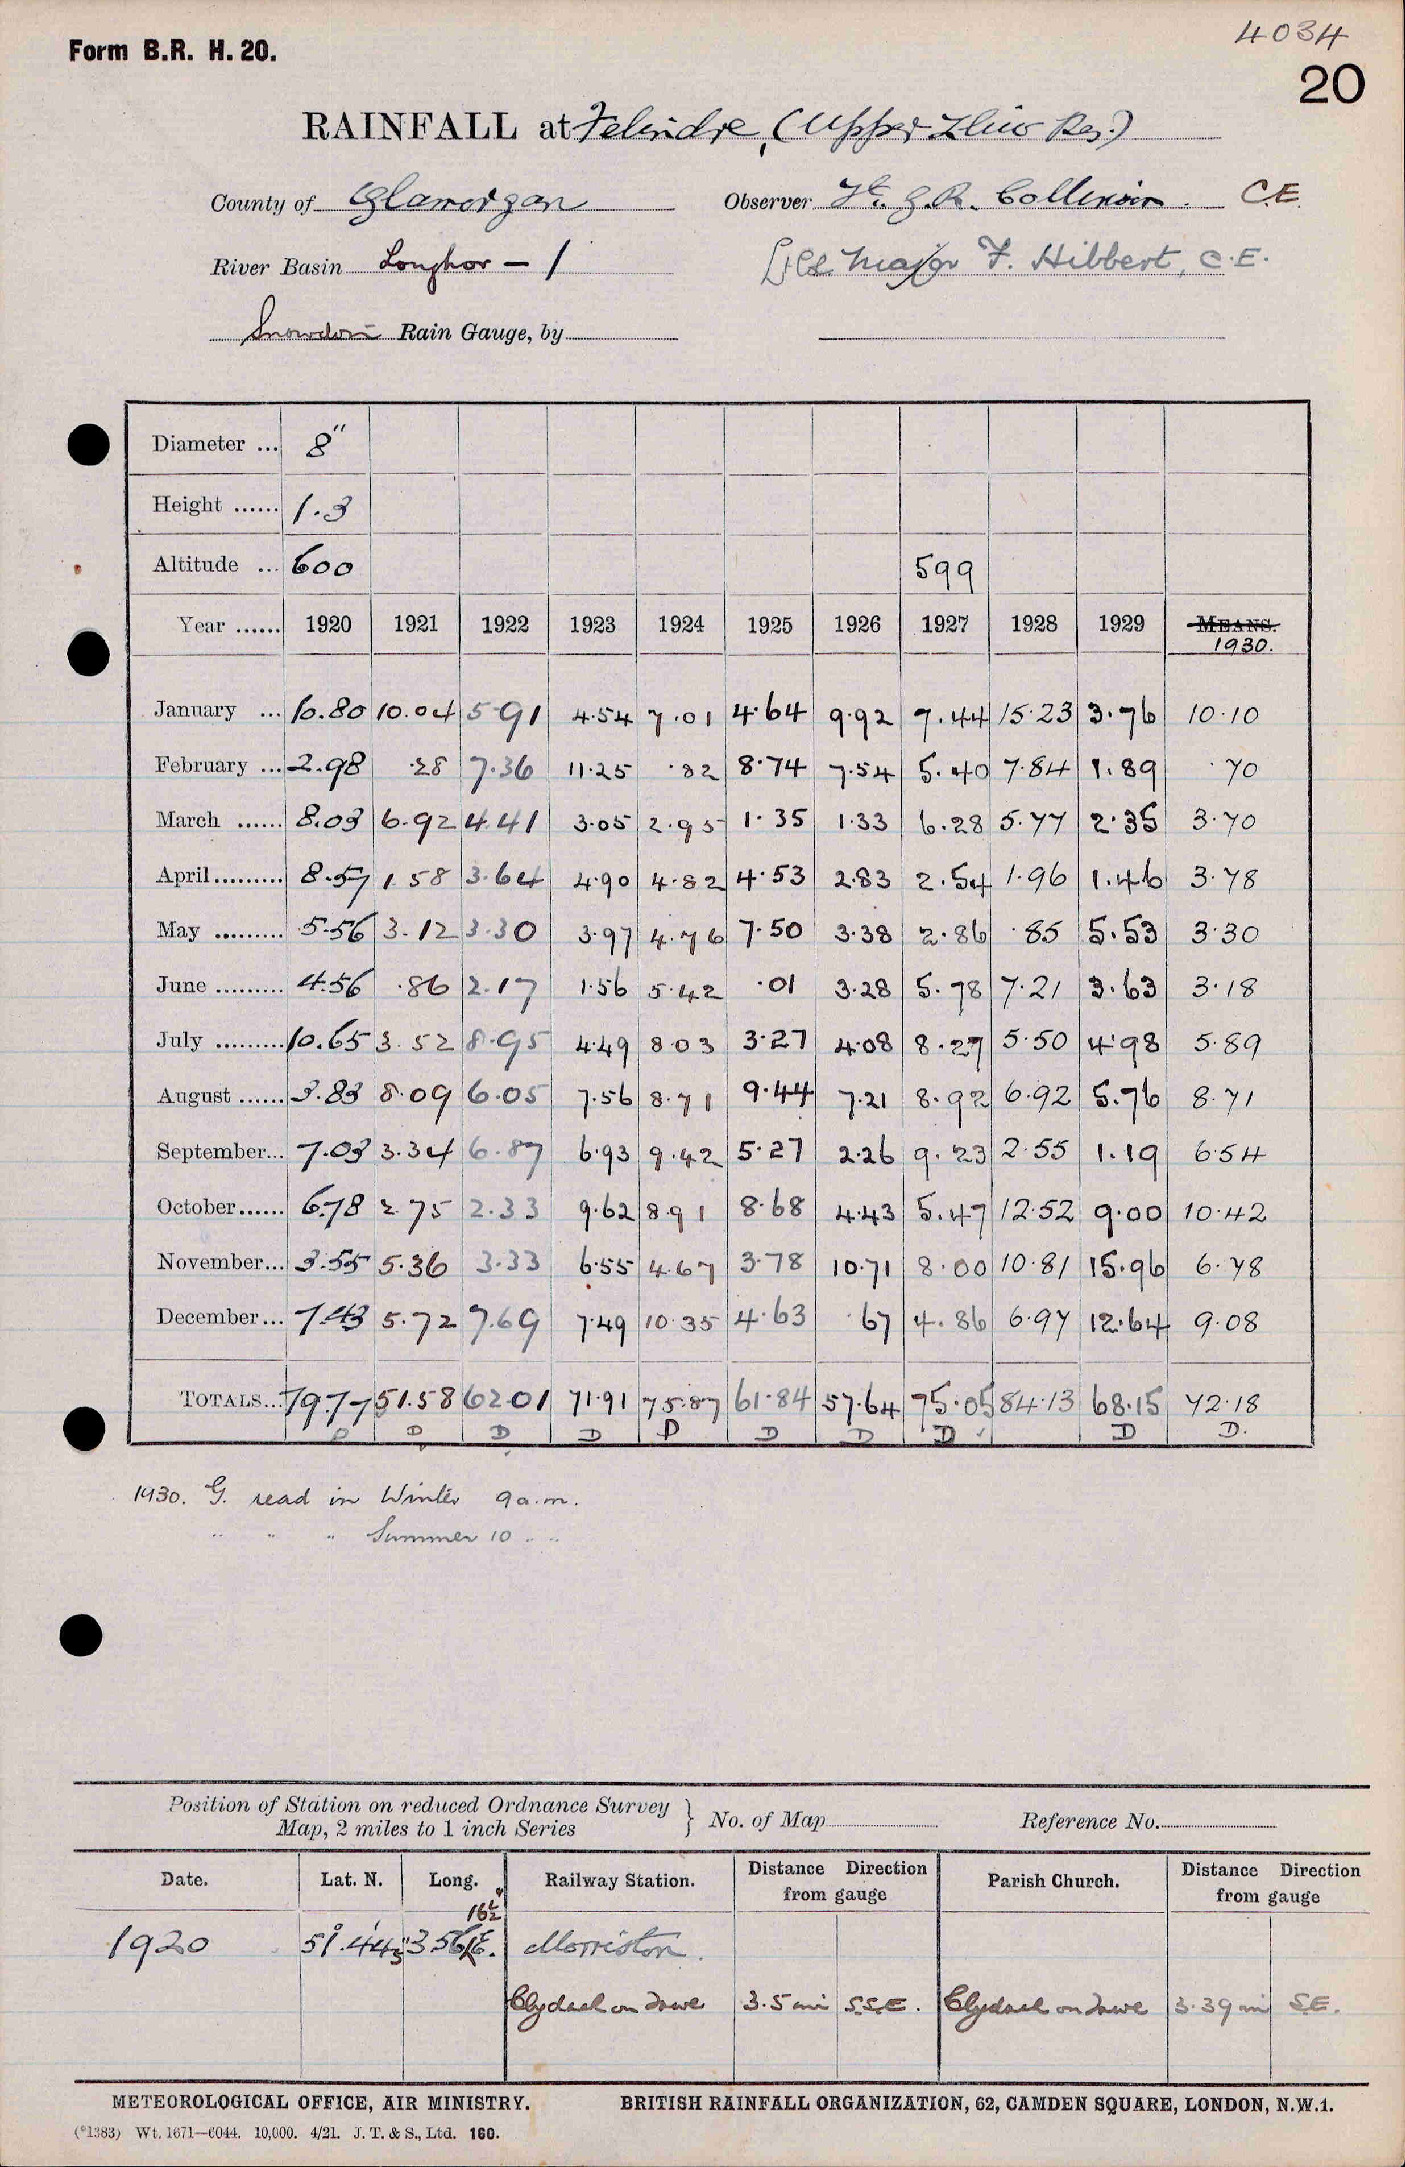 4034
Form B.R. H. 20.
20
RAINFALL at Felindre, (Upper Lliw Res.)
County of Glamorgan Observer Lt. G.R. Collinson. C.E.
River Basin Loughor — 1 Major F. Hibbert, C.E.
Snowdon Rain Gauge, by
Diameter ... 8"
Height ...... 1.3
Altitude ... 600 599
Year ...... 1920 1921 1922 1923 1924 1925 1926 1927 1928 1929 MEANS.
1930.
January ... 10.80 10.04 5.91 4.54 7.01 4.64 9.92 7.44 15.23 3.76 10.10
February ... 2.98 .28 7.36 11.25 .82 8.74 7.54 5.40 7.84 1.89 .70
March ...... 8.03 6.92 4.41 3.05 2.95 1.35 1.33 6.28 5.77 2.35 3.70
April ......... 8.57 1.58 3.64 4.90 4.82 4.53 2.83 2.54 1.96 1.46 3.78
May ......... 5.56 3.12 3.30 3.97 4.76 7.50 3.38 2.86 .85 5.53 3.30
June ......... 4.56 .86 2.17 1.56 5.42 .01 3.28 5.78 7.21 3.63 3.18
July ......... 10.65 3.52 8.95 4.49 8.03 3.27 4.08 8.27 5.50 4.98 5.89
August ...... 3.83 8.09 6.05 7.56 8.71 9.44 7.21 8.92 6.92 5.76 8.71
September... 7.03 3.34 6.87 6.93 9.42 5.27 2.26 9.23 2.55 1.19 6.54
October...... 6.78 2.75 2.33 9.62 8.91 8.68 4.43 5.47 12.52 9.00 10.42
November... 3.55 5.36 3.33 6.55 4.67 3.78 10.71 8.00 10.81 15.96 6.78
December... 7.43 5.72 7.69 7.49 10.35 4.63 .67 4.86 6.97 12.64 9.08
TOTALS... 79.77 51.58 62.01 71.91 75.87 61.84 57.64 75.05 84.13 68.15 72.18
D D D D D D D D D D.
1930. G. read in Winter 9 a.m.
" " " Summer 10 " "
Position of Station on reduced Ordnance Survey
Map, 2 miles to 1 inch Series } No. of Map Reference No.
Date. Lat. N. Long. Railway Station. Distance from gauge Direction Parish Church. Distance from gauge Direction
16½
1920 51°.44' 3.56 Morriston.
Clydach on Tawe 3.5 mi S.S.E. Clydach on Tawe 3.39 mi S.E.
METEOROLOGICAL OFFICE, AIR MINISTRY. BRITISH RAINFALL ORGANIZATION, 62, CAMDEN SQUARE, LONDON, N.W.1.
(*1383) Wt. 1671—6044. 10,000. 4/21. J. T. & S., Ltd. 160.